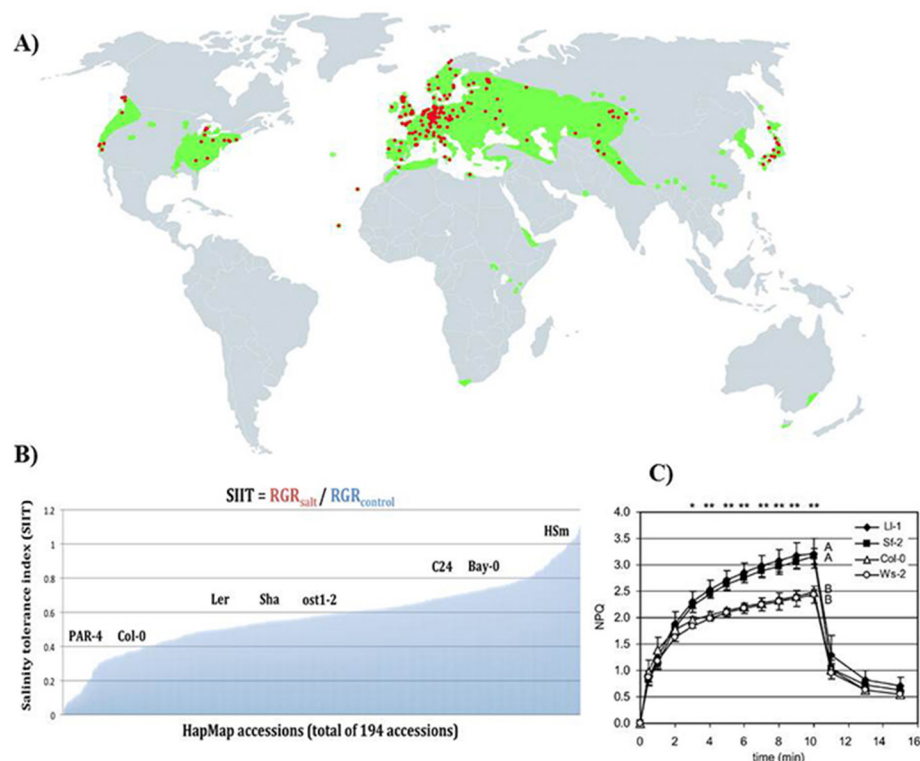 A)
B)
SIIT = RGRsalt / RGRcontrol
Salinity tolerance index (SIIT)
1.2
1
0.8
0.6
0.4
0.2
0
PAR-4
Col-0
Ler
Sha
ost1-2
C24
Bay-0
HSm
HapMap accessions (total of 194 accessions)
C)
* ** ** ** ** ** ** **
NPQ
4.0
3.5
3.0
2.5
2.0
1.5
1.0
0.5
0.0
Ll-1
Sf-2
Col-0
Ws-2
A
A
B
B
0 2 4 6 8 10 12 14 16
time (min)